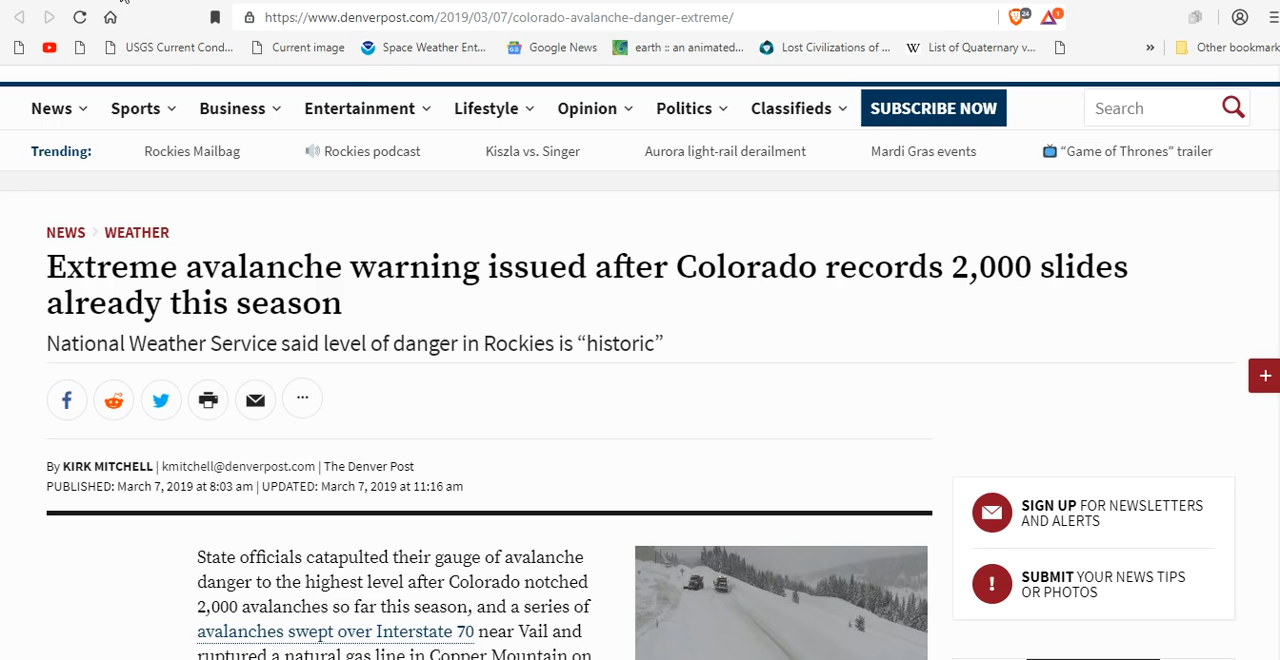 https://www.denverpost.com/2019/03/07/colorado-avalanche-danger-extreme/
24
1
USGS Current Cond...
Current image
Space Weather Ent...
Google News
earth :: an animated...
Lost Civilizations of ...
List of Quaternary v...
»
Other bookmark
News Sports Business Entertainment Lifestyle Opinion Politics Classifieds SUBSCRIBE NOW Search
Trending: Rockies Mailbag Rockies podcast Kiszla vs. Singer Aurora light-rail derailment Mardi Gras events "Game of Thrones" trailer
NEWS > WEATHER
Extreme avalanche warning issued after Colorado records 2,000 slides
already this season
National Weather Service said level of danger in Rockies is “historic”
By KIRK MITCHELL | kmitchell@denverpost.com | The Denver Post
PUBLISHED: March 7, 2019 at 8:03 am | UPDATED: March 7, 2019 at 11:16 am
State officials catapulted their gauge of avalanche
danger to the highest level after Colorado notched
2,000 avalanches so far this season, and a series of
avalanches swept over Interstate 70 near Vail and
ruptured a natural gas line in Copper Mountain on
SIGN UP FOR NEWSLETTERS
AND ALERTS
SUBMIT YOUR NEWS TIPS
OR PHOTOS